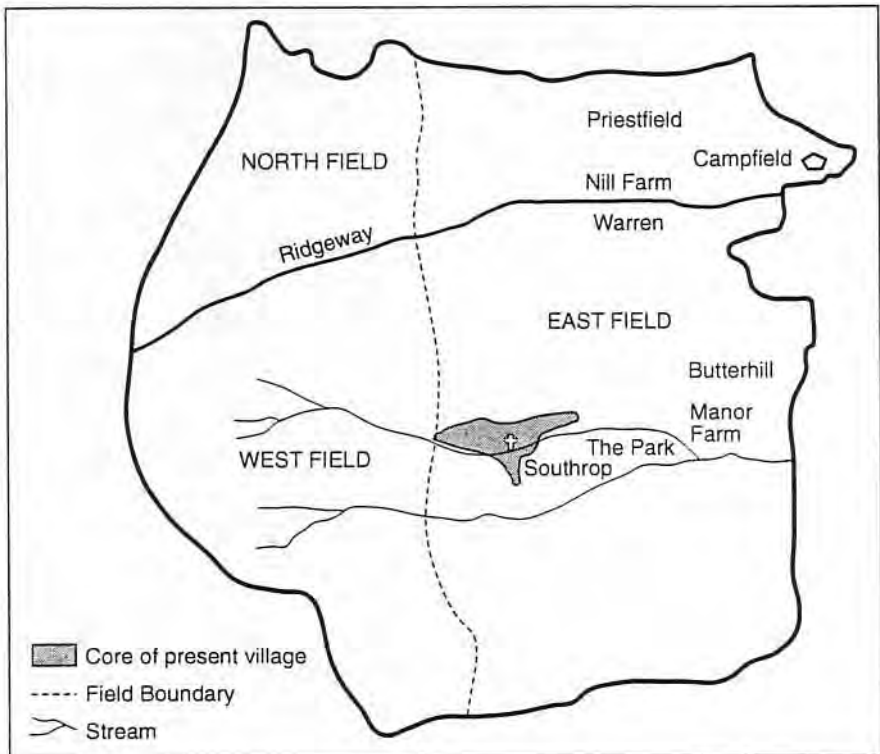 Priestfield
NORTH FIELD
Campfield
Nill Farm
Ridgeway
Warren
EAST FIELD
Butterhill
Manor
Farm
The Park
WEST FIELD
Southrop
Core of present village
Field Boundary
Stream